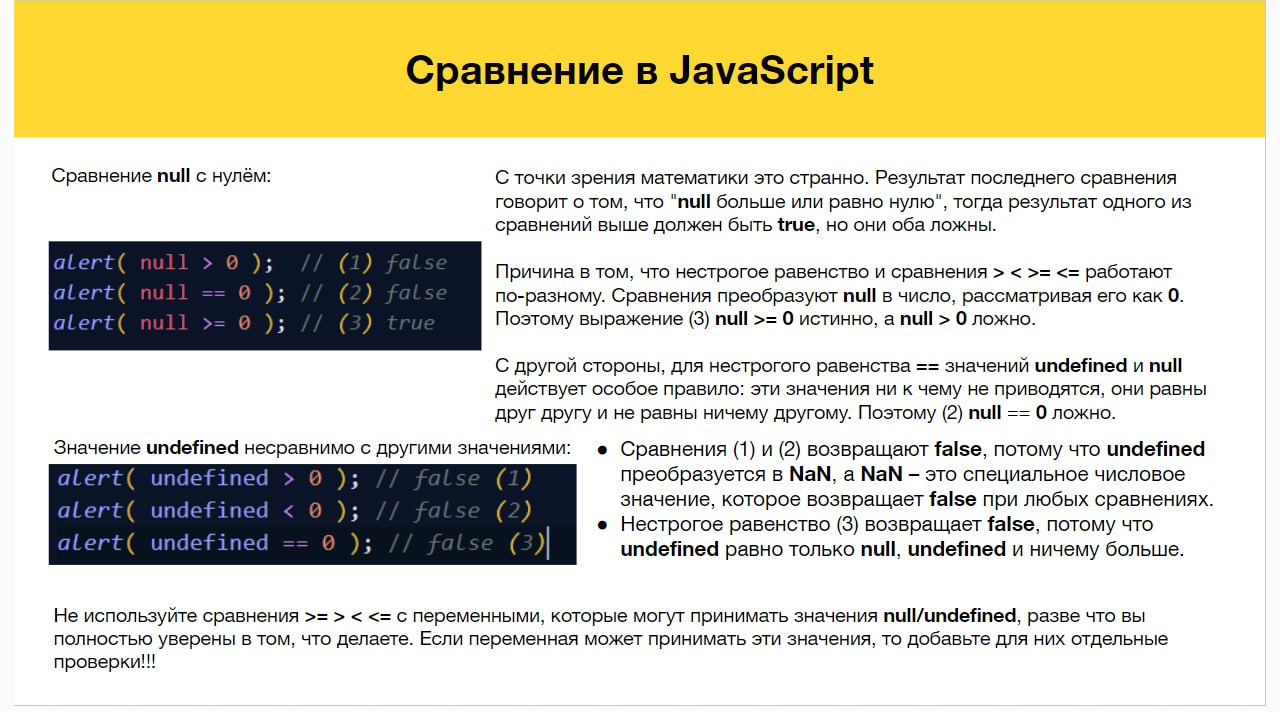 Сравнение в JavaScript
Сравнение null с нулём:
alert( null > 0 );  // (1) false
alert( null == 0 ); // (2) false
alert( null >= 0 ); // (3) true
С точки зрения математики это странно. Результат последнего сравнения
говорит о том, что "null больше или равно нулю", тогда результат одного из
сравнений выше должен быть true, но они оба ложны.
Причина в том, что нестрогое равенство и сравнения > < >= <= работают
по-разному. Сравнения преобразуют null в число, рассматривая его как 0.
Поэтому выражение (3) null >= 0 истинно, а null > 0 ложно.
С другой стороны, для нестрогого равенства == значений undefined и null
действует особое правило: эти значения ни к чему не приводятся, они равны
друг другу и не равны ничему другому. Поэтому (2) null == 0 ложно.
Значение undefined несравнимо с другими значениями:
alert( undefined > 0 ); // false (1)
alert( undefined < 0 ); // false (2)
alert( undefined == 0 ); // false (3)
● Сравнения (1) и (2) возвращают false, потому что undefined
преобразуется в NaN, а NaN – это специальное числовое
значение, которое возвращает false при любых сравнениях.
● Нестрогое равенство (3) возвращает false, потому что
undefined равно только null, undefined и ничему больше.
Не используйте сравнения >= > < <= с переменными, которые могут принимать значения null/undefined, разве что вы
полностью уверены в том, что делаете. Если переменная может принимать эти значения, то добавьте для них отдельные
проверки!!!